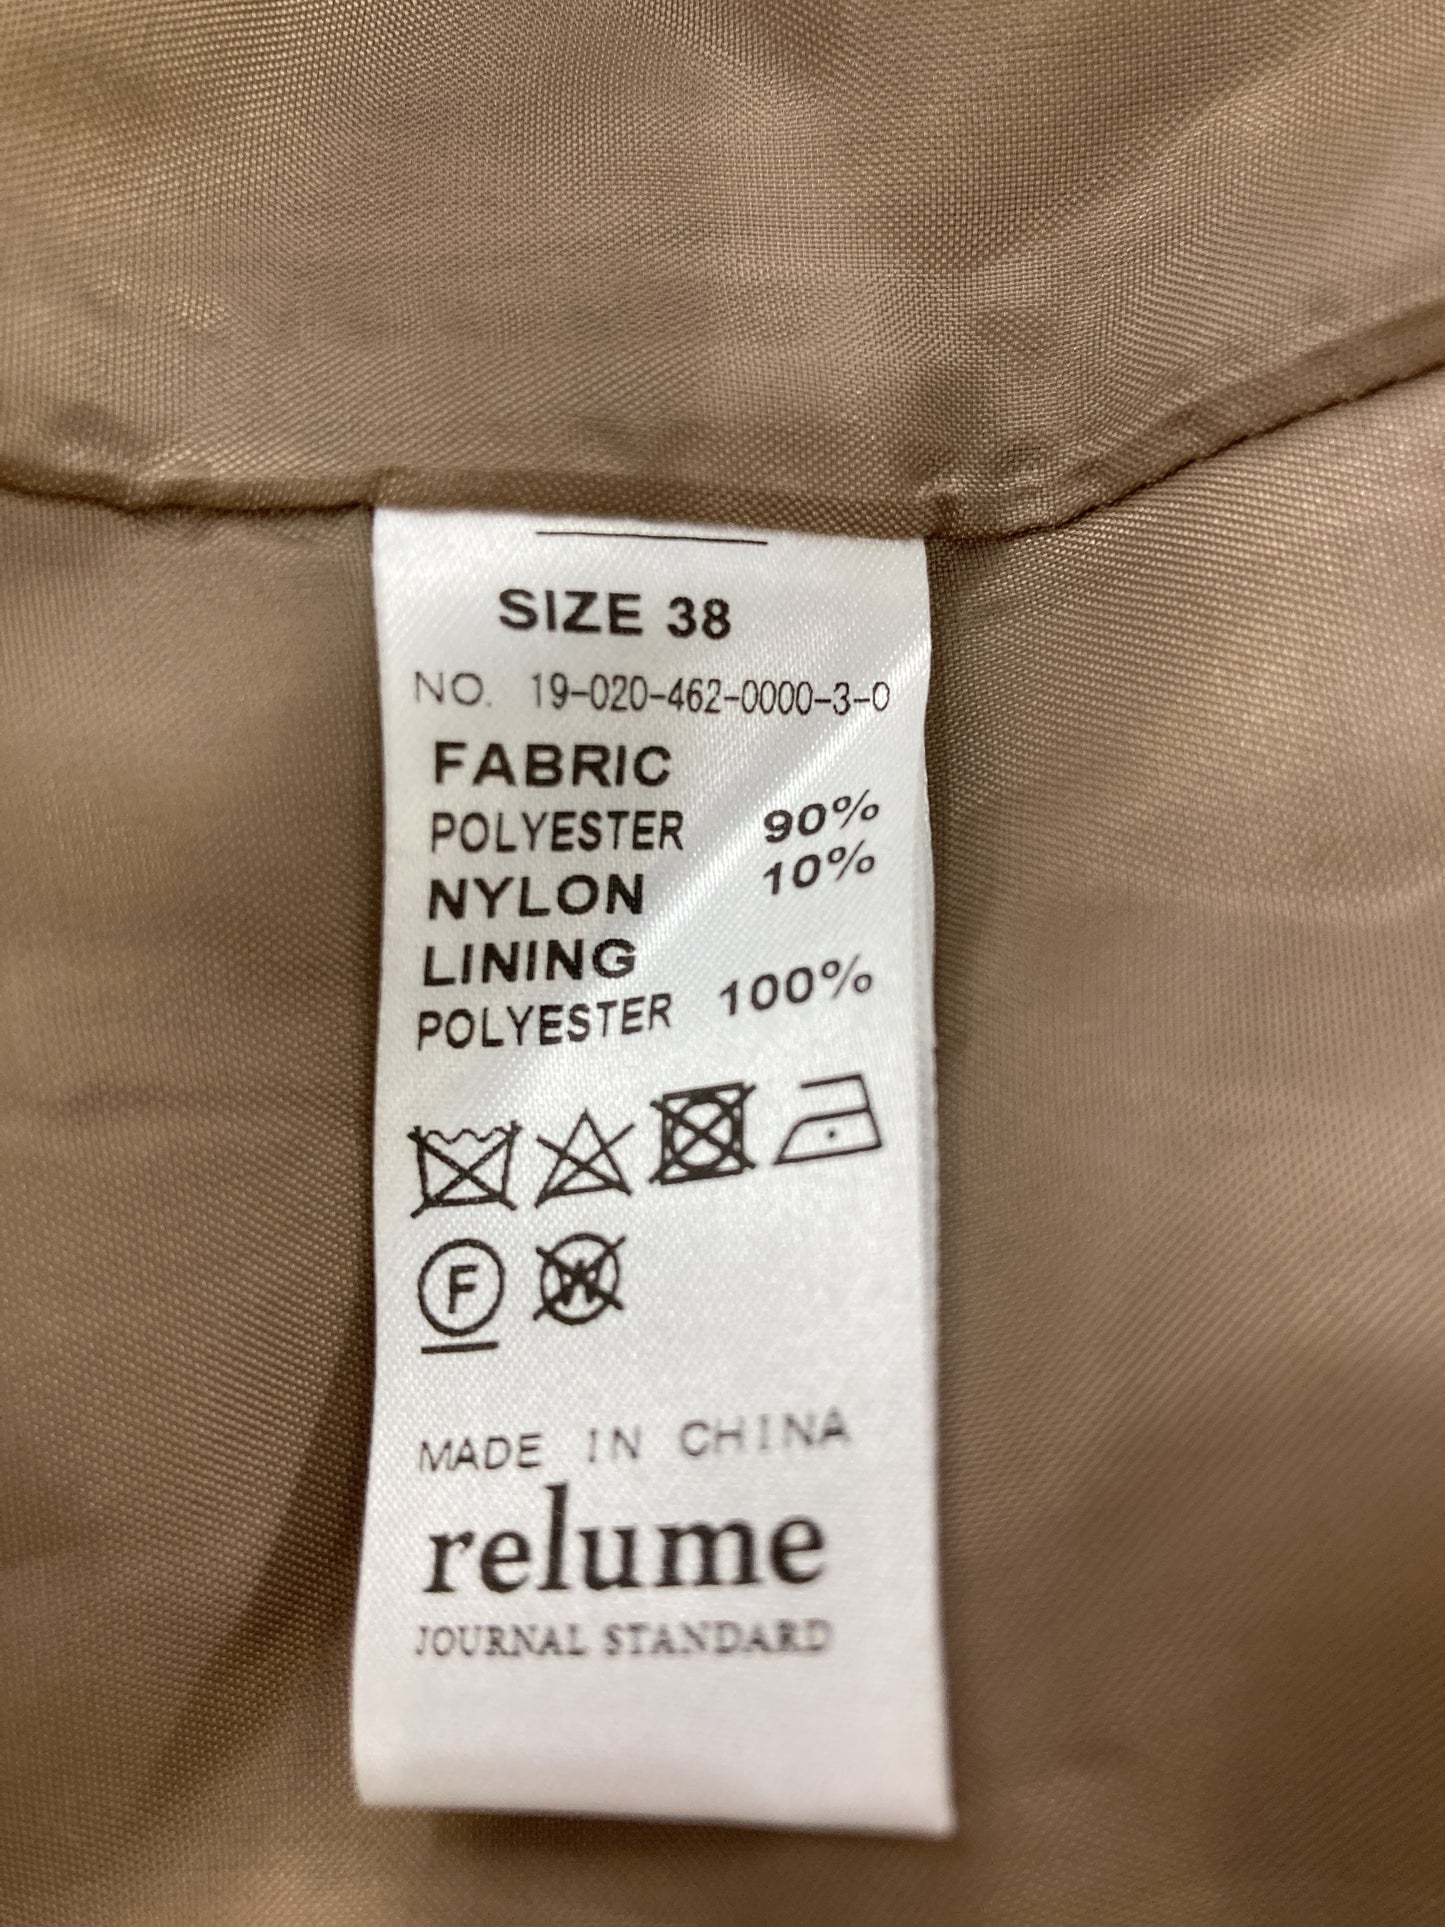 SIZE 38
NO. 19-020-462-0000-3-0
FABRIC
POLYESTER 90%
NYLON 10%
LINING
POLYESTER 100%
F W
MADE IN CHINA
relume
JOURNAL STANDARD